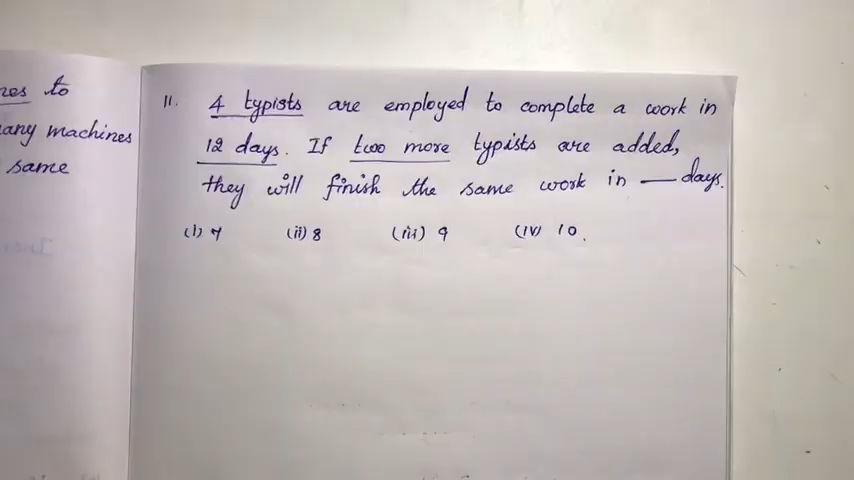 res to
any machines
same
11. 4 typists are employed to complete a work in
12 days. If two more typists are added,
they will finish the same work in — days.
(i) 7 (ii) 8 (iii) 9 (iv) 10.